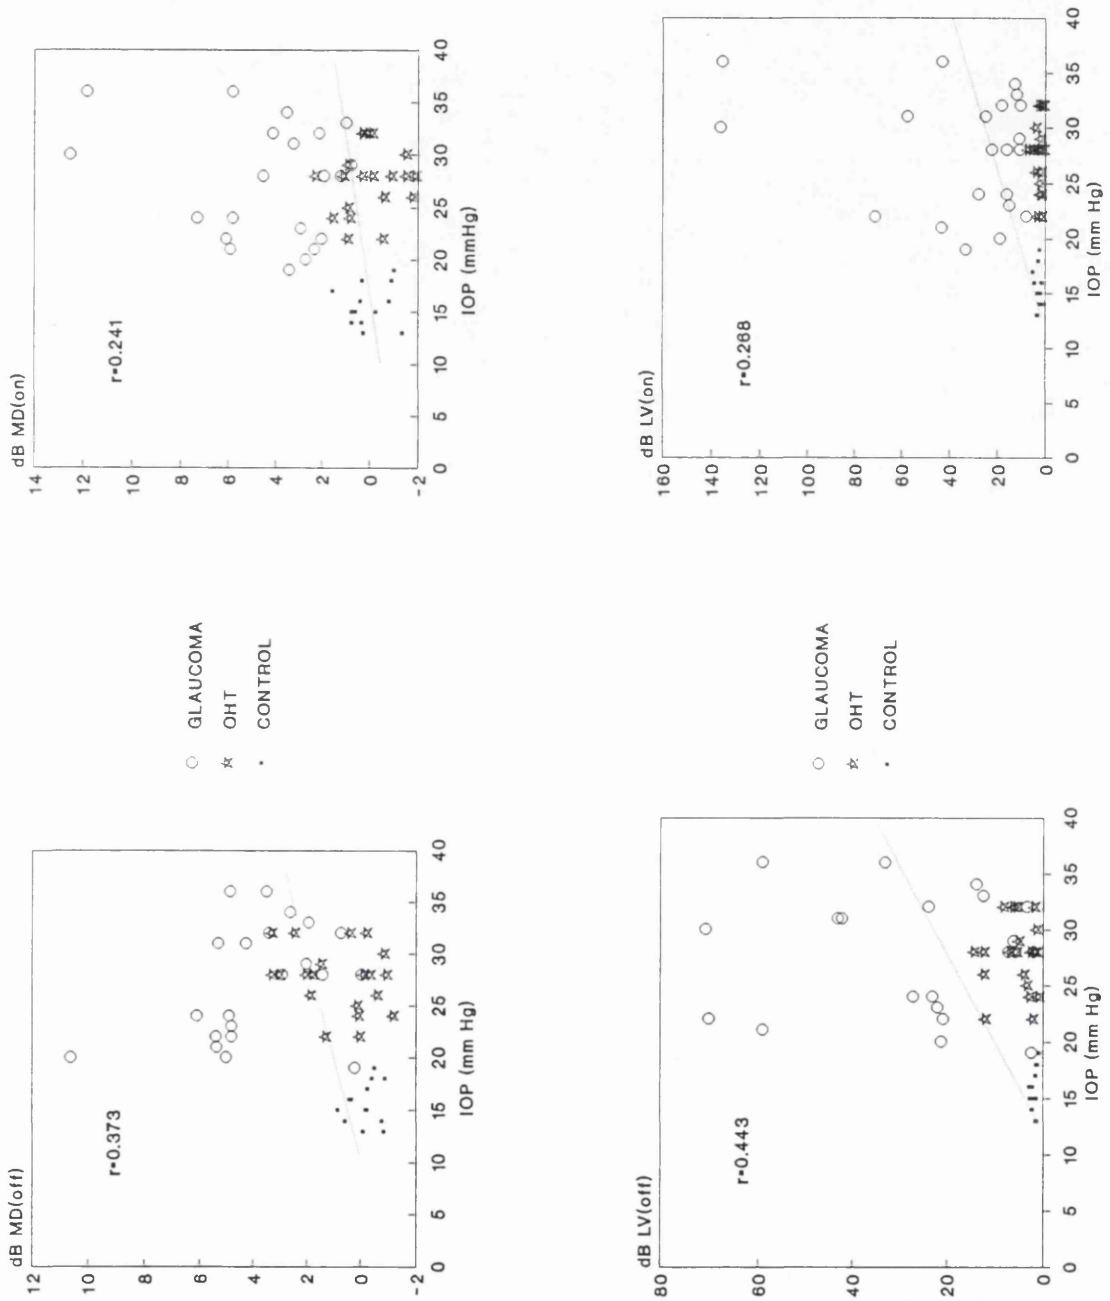 dB MD(off)
12
10
8
6
4
2
0
-2
r=0.373
0 5 10 15 20 25 30 35 40
IOP (mm Hg)
GLAUCOMA
OHT
CONTROL
dB MD(on)
14
12
10
8
6
4
2
0
-2
r=0.241
0 5 10 15 20 25 30 35 40
IOP (mmHg)
dB LV(off)
80
60
40
20
0
r=0.443
0 5 10 15 20 25 30 35 40
IOP (mm Hg)
GLAUCOMA
OHT
CONTROL
dB LV(on)
160
140
120
100
80
60
40
20
0
r=0.268
0 5 10 15 20 25 30 35 40
IOP (mm Hg)